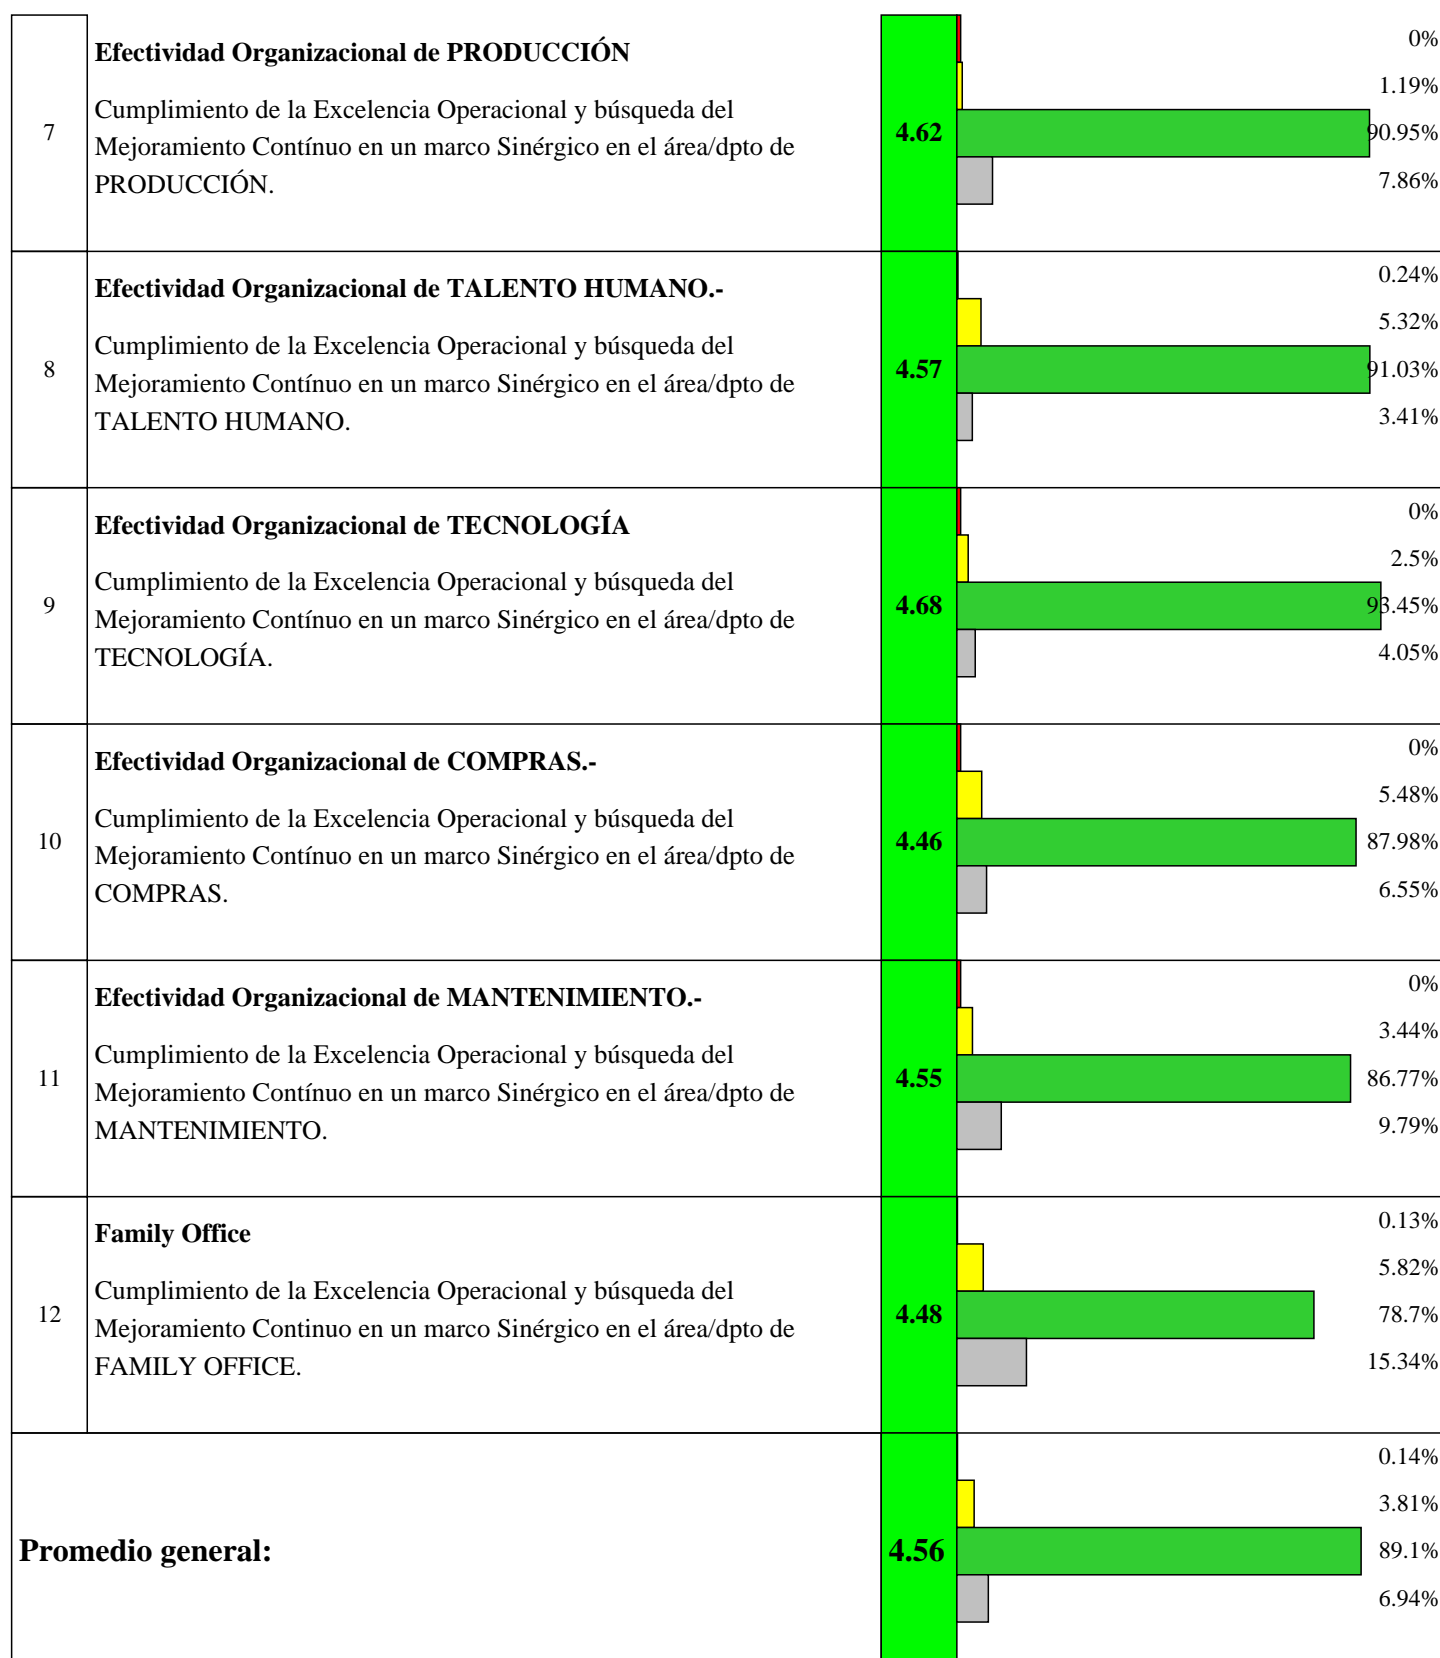 7
Efectividad Organizacional de PRODUCCIÓN
Cumplimiento de la Excelencia Operacional y búsqueda del
Mejoramiento Contínuo en un marco Sinérgico en el área/dpto de
PRODUCCIÓN.
4.62
0%
1.19%
90.95%
7.86%
8
Efectividad Organizacional de TALENTO HUMANO.-
Cumplimiento de la Excelencia Operacional y búsqueda del
Mejoramiento Contínuo en un marco Sinérgico en el área/dpto de
TALENTO HUMANO.
4.57
0.24%
5.32%
91.03%
3.41%
9
Efectividad Organizacional de TECNOLOGÍA
Cumplimiento de la Excelencia Operacional y búsqueda del
Mejoramiento Contínuo en un marco Sinérgico en el área/dpto de
TECNOLOGÍA.
4.68
0%
2.5%
93.45%
4.05%
10
Efectividad Organizacional de COMPRAS.-
Cumplimiento de la Excelencia Operacional y búsqueda del
Mejoramiento Contínuo en un marco Sinérgico en el área/dpto de
COMPRAS.
4.46
0%
5.48%
87.98%
6.55%
11
Efectividad Organizacional de MANTENIMIENTO.-
Cumplimiento de la Excelencia Operacional y búsqueda del
Mejoramiento Contínuo en un marco Sinérgico en el área/dpto de
MANTENIMIENTO.
4.55
0%
3.44%
86.77%
9.79%
12
Family Office
Cumplimiento de la Excelencia Operacional y búsqueda del
Mejoramiento Continuo en un marco Sinérgico en el área/dpto de
FAMILY OFFICE.
4.48
0.13%
5.82%
78.7%
15.34%
Promedio general:
4.56
0.14%
3.81%
89.1%
6.94%